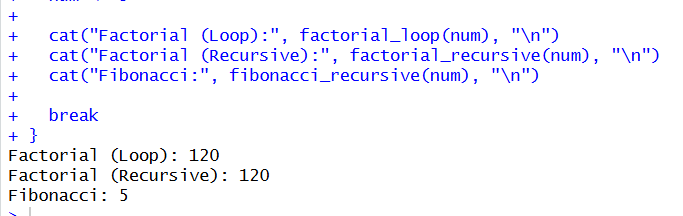 +
+   cat("Factorial (Loop):", factorial_loop(num), "\n")
+   cat("Factorial (Recursive):", factorial_recursive(num), "\n")
+   cat("Fibonacci:", fibonacci_recursive(num), "\n")
+
+   break
+ }
Factorial (Loop): 120
Factorial (Recursive): 120
Fibonacci: 5
>